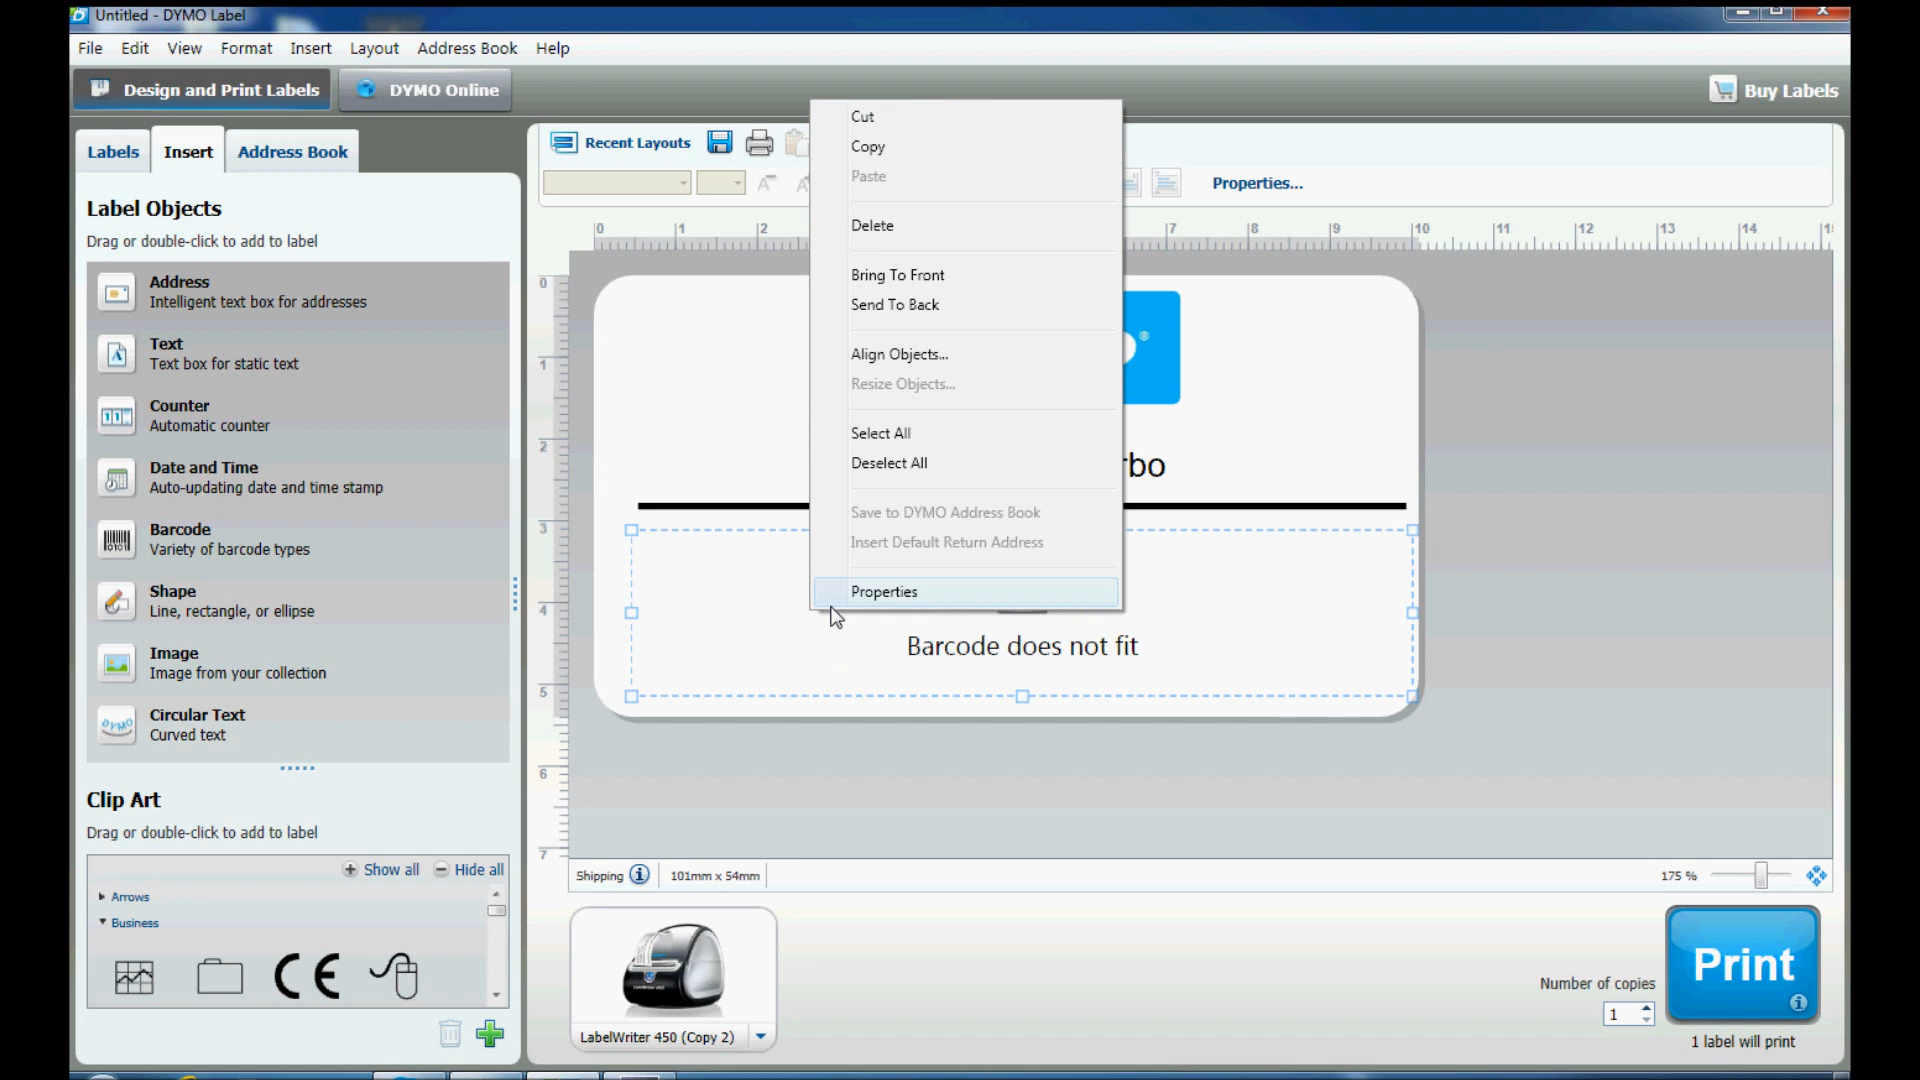 Untitled - DYMO Label
File Edit View Format Insert Layout Address Book Help
Design and Print Labels DYMO Online Buy Labels
Labels Insert Address Book
Recent Layouts
Properties...
Label Objects
Drag or double-click to add to label
Address
Intelligent text box for addresses
Text
Text box for static text
Counter
Automatic counter
Date and Time
Auto-updating date and time stamp
Barcode
Variety of barcode types
Shape
Line, rectangle, or ellipse
Image
Image from your collection
Circular Text
Curved text
Clip Art
Drag or double-click to add to label
Show all Hide all
Arrows
Business
Cut
Copy
Paste
Delete
Bring To Front
Send To Back
Align Objects...
Resize Objects...
Select All
Deselect All
Save to DYMO Address Book
Insert Default Return Address
Properties
0 1 2 7 8 9 10 11 12 13 14
0
1
2
3
4
5
6
7
®
rbo
Barcode does not fit
Shipping 101mm x 54mm 175 %
LabelWriter 450 (Copy 2)
Number of copies
1
Print
1 label will print